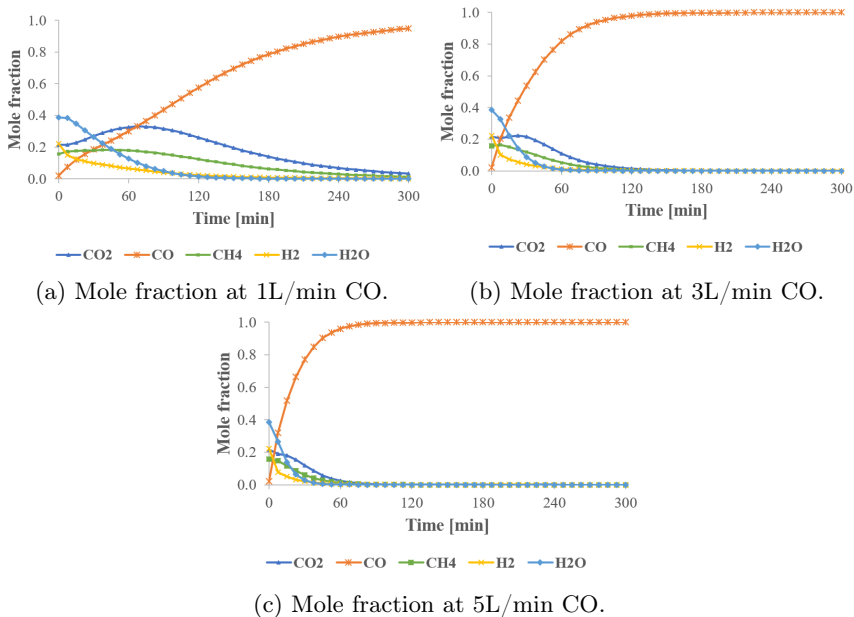 1.0
0.8
0.6
0.4
0.2
0.0
Mole fraction
0 60 120 180 240 300
Time [min]
CO2 CO CH4 H2 H2O
(a) Mole fraction at 1L/min CO.
1.0
0.8
0.6
0.4
0.2
0.0
Mole fraction
0 60 120 180 240 300
Time [min]
CO2 CO CH4 H2 H2O
(b) Mole fraction at 3L/min CO.
1.0
0.8
0.6
0.4
0.2
0.0
Mole fraction
0 60 120 180 240 300
Time [min]
CO2 CO CH4 H2 H2O
(c) Mole fraction at 5L/min CO.